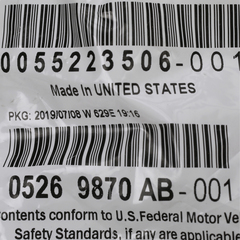 0055223506-001
Made In UNITED STATES
PKG: 2019/07/08 W 629E 19:16
0526 9870 AB-001
ontents conform to U.S.Federal Motor Ve
Safety Standards, if any are applicable